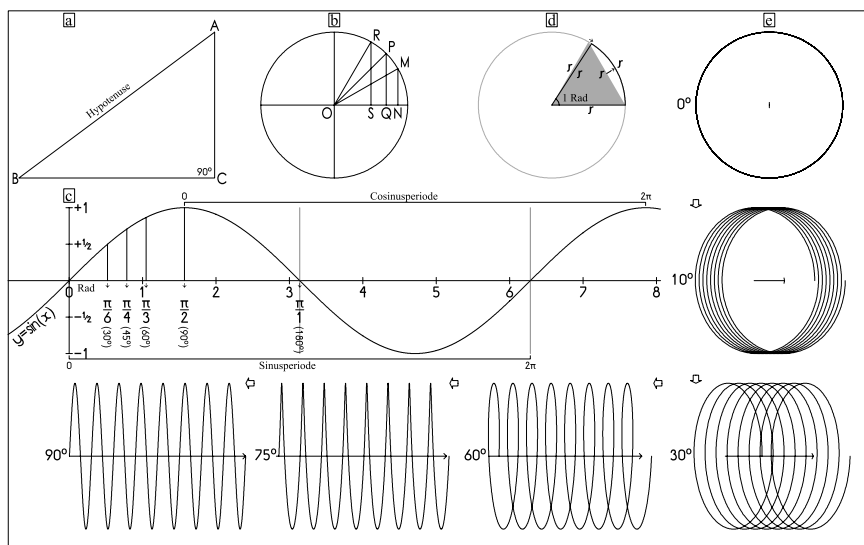 a
b
d
e
A
B
C
Hypotenuse
90°
R
P
M
O
S
Q
N
r
r
r
r
r
1 Rad
0°
c
0
Cosinusperiode
2π
+1
+½
-½
-1
y=sin(x)
Rad
0
1
2
3
4
5
6
7
8
π/6 (30°)
π/4 (45°)
π/3 (60°)
π/2 (90°)
π/1 (180°)
0
Sinusperiode
2π
10°
90°
75°
60°
30°